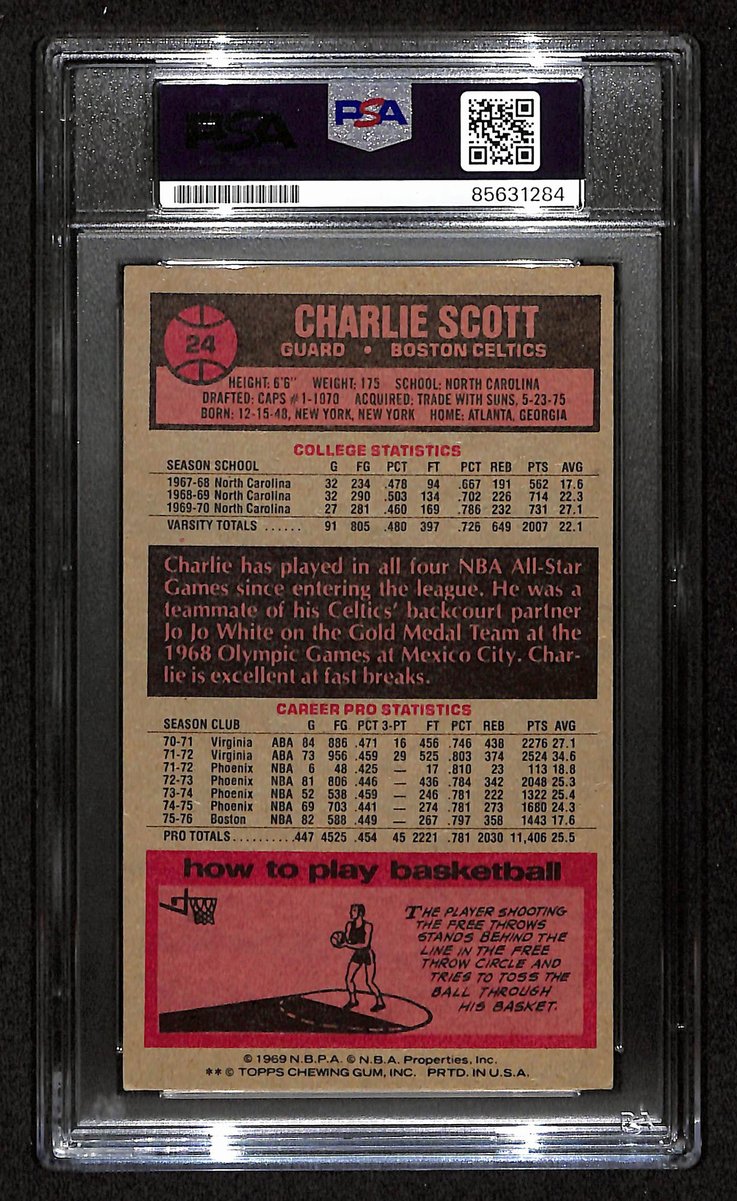 PSA
PSA
85631284
24
CHARLIE SCOTT
GUARD • BOSTON CELTICS
HEIGHT: 6'6" WEIGHT: 175 SCHOOL: NORTH CAROLINA
DRAFTED: CAPS #1-1970 ACQUIRED: TRADE WITH SUNS, 5-23-75
BORN: 12-15-48, NEW YORK, NEW YORK HOME: ATLANTA, GEORGIA
COLLEGE STATISTICS
SEASON SCHOOL G FG PCT FT PCT REB PTS AVG
1967-68 North Carolina 32 234 .478 94 .667 191 562 17.6
1968-69 North Carolina 32 290 .503 134 .702 226 714 22.3
1969-70 North Carolina 27 281 .460 169 .786 232 731 27.1
VARSITY TOTALS ...... 91 805 .480 397 .726 649 2007 22.1
Charlie has played in all four NBA All-Star
Games since entering the league. He was a
teammate of his Celtics' backcourt partner
Jo Jo White on the Gold Medal Team at the
1968 Olympic Games at Mexico City. Char-
lie is excellent at fast breaks.
CAREER PRO STATISTICS
SEASON CLUB G FG PCT 3-PT FT PCT REB PTS AVG
70-71 Virginia ABA 84 886 .471 16 456 .746 438 2276 27.1
71-72 Virginia ABA 73 956 .459 29 525 .803 374 2524 34.6
71-72 Phoenix NBA 6 48 .425 — 17 .810 23 113 18.8
72-73 Phoenix NBA 81 806 .446 — 436 .784 342 2048 25.3
73-74 Phoenix NBA 52 538 .459 — 246 .781 222 1322 25.4
74-75 Phoenix NBA 69 703 .441 — 274 .781 273 1680 24.3
75-76 Boston NBA 82 588 .449 — 267 .797 358 1443 17.6
PRO TOTALS..........447 4525 .454 45 2221 .781 2030 11,406 25.5
how to play basketball
THE PLAYER SHOOTING
THE FREE THROWS
STANDS BEHIND THE
LINE IN THE FREE
THROW CIRCLE AND
TRIES TO TOSS THE
BALL THROUGH
HIS BASKET.
© 1969 N.B.P.A. © N.B.A. Properties, Inc.
** © TOPPS CHEWING GUM, INC. PRTD. IN U.S.A.